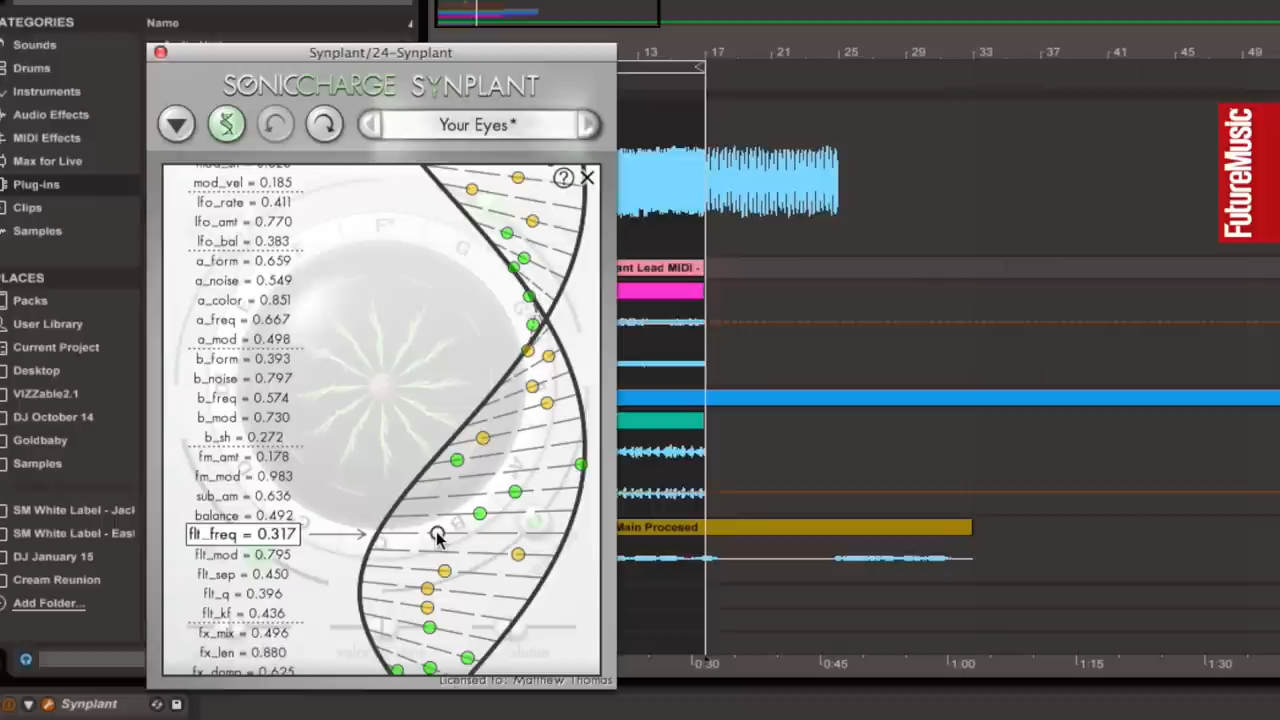 ATEGORIES
Sounds
Drums
Instruments
Audio Effects
MIDI Effects
Max for Live
Plug-ins
Clips
Samples
LACES
Packs
User Library
Current Project
Desktop
VIZZable2.1
DJ October 14
Goldbaby
Samples
SM White Label - Jacl
SM White Label - East
DJ January 15
Cream Reunion
Add Folder...
Synplant
Name
Synplant/24-Synplant
SONICCHARGE SYNPLANT
Your Eyes*
?
mod_vel = 0.185
lfo_rate = 0.411
lfo_amt = 0.770
lfo_bal = 0.383
a_form = 0.659
a_noise = 0.549
a_color = 0.851
a_freq = 0.667
a_mod = 0.498
b_form = 0.393
b_noise = 0.797
b_freq = 0.574
b_mod = 0.730
b_sh = 0.272
fm_amt = 0.178
fm_mod = 0.983
sub_am = 0.636
balance = 0.492
flt_freq = 0.317
flt_mod = 0.795
flt_sep = 0.450
flt_q = 0.396
flt_kf = 0.436
fx_mix = 0.496
fx_len = 0.880
fx_damp = 0.625
Licensed to: Matthew Thomas
13 17 21 25 29 33 37 41 45 49
FutureMusic
ant Lead MIDI -
Main Procesed
0:30 0:45 1:00 1:15 1:30